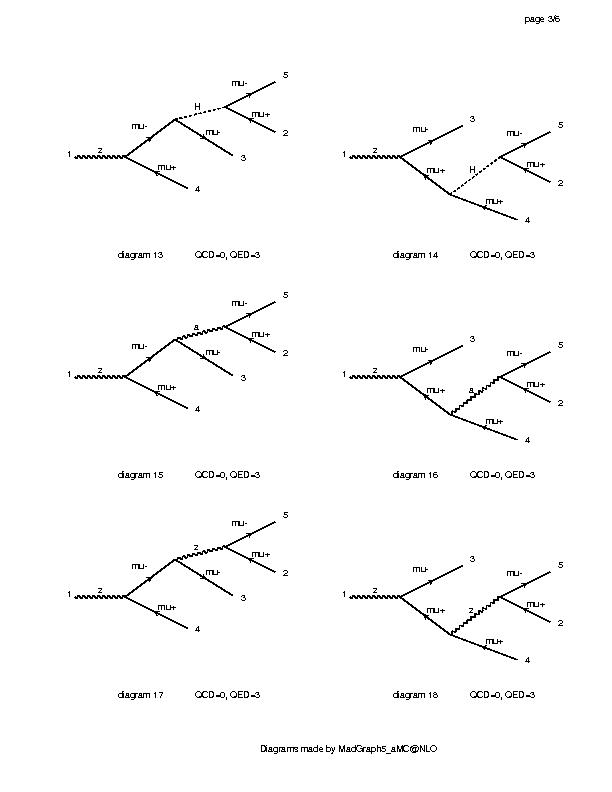 page 3/6
5
mu-
H
mu+
mu-
2
mu-
3
1
z
mu+
4
diagram 13 QCD=0, QED=3
3
mu-
5
mu-
1
z
H
mu+
mu+
2
mu+
4
diagram 14 QCD=0, QED=3
5
mu-
a
mu+
mu-
2
mu-
3
1
z
mu+
4
diagram 15 QCD=0, QED=3
3
mu-
5
mu-
1
z
a
mu+
mu+
2
mu+
4
diagram 16 QCD=0, QED=3
5
mu-
z
mu+
mu-
2
mu-
3
1
z
mu+
4
diagram 17 QCD=0, QED=3
3
mu-
5
mu-
1
z
z
mu+
mu+
2
mu+
4
diagram 18 QCD=0, QED=3
Diagrams made by MadGraph5_aMC@NLO